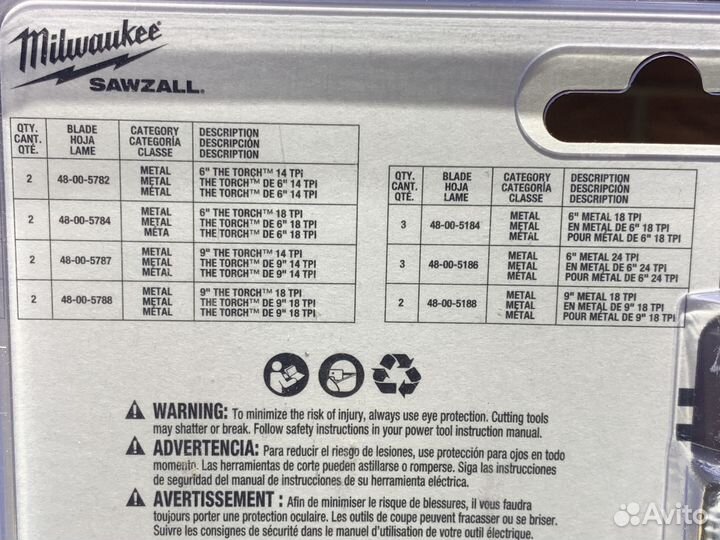 Milwaukee
SAWZALL®
QTY. CANT. QTÉ. BLADE HOJA LAME CATEGORY CATEGORÍA CLASSE DESCRIPTION DESCRIPCIÓN DESCRIPTION
2 48-00-5782 METAL METAL MÉTAL 6" THE TORCH™ 14 TPI THE TORCH™ DE 6" 14 TPI THE TORCH™ DE 6" 14 TPI
2 48-00-5784 METAL METAL MÉTA 6" THE TORCH™ 18 TPI THE TORCH™ DE 6" 18 TPI THE TORCH™ DE 6" 18 TPI
2 48-00-5787 METAL METAL MÉTAL 9" THE TORCH™ 14 TPI THE TORCH™ DE 9" 14 TPI THE TORCH™ DE 9" 14 TPI
2 48-00-5788 METAL METAL MÉTAL 9" THE TORCH™ 18 TPI THE TORCH™ DE 9" 18 TPI THE TORCH™ DE 9" 18 TPI
QTY. CANT. QTÉ. BLADE HOJA LAME CATEGORY CATEGORÍA CLASSE DESCRIPTION DESCRIPCIÓN DESCRIPTION
3 48-00-5184 METAL METAL MÉTAL 6" METAL 18 TPI EN METAL DE 6" 18 TPI POUR MÉTAL DE 6" 18 TPI
3 48-00-5186 METAL METAL MÉTAL 6" METAL 24 TPI EN METAL DE 6" 24 TPI POUR MÉTAL DE 6" 24 TPI
2 48-00-5188 METAL METAL MÉTAL 9" METAL 18 TPI EN METAL DE 9" 18 TPI POUR MÉTAL DE 9" 18 TPI
WARNING: To minimize the risk of injury, always use eye protection. Cutting tools
may shatter or break. Follow safety instructions in your power tool instruction manual.
ADVERTENCIA: Para reducir el riesgo de lesiones, use protección para ojos en todo
momento. Las herramientas de corte pueden astillarse o romperse. Siga las instrucciones
de seguridad del manual de instrucciones de su herramienta eléctrica.
AVERTISSEMENT : Afin de minimiser le risque de blessures, il vous faudra
toujours porter une protection oculaire. Les outils de coupe peuvent fracasser ou se briser.
Suivre les consignes de sécurité dans le manuel d'utilisation de votre outil électrique.
Avito